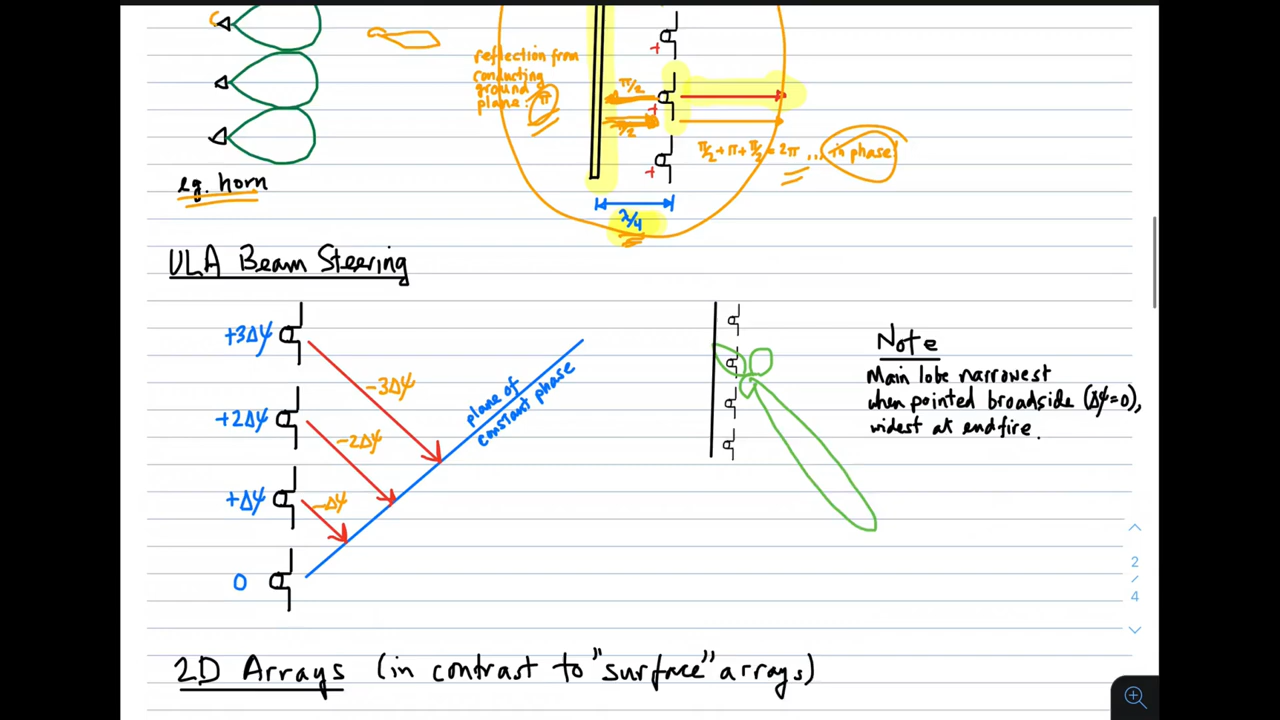 reflection from
conducting
ground
plane: π
π/2
π/2
+
+
+
π/2 + π + π/2 = 2π ... in phase!
λ/4
eg. horn
ULA Beam Steering
+3Δψ
-3Δψ
+2Δψ
-2Δψ
+Δψ
-Δψ
0
plane of
constant phase
Note
Main lobe narrowest
when pointed broadside (Δψ=0),
widest at endfire.
2
/
4
2D Arrays (in contrast to "surface" arrays)